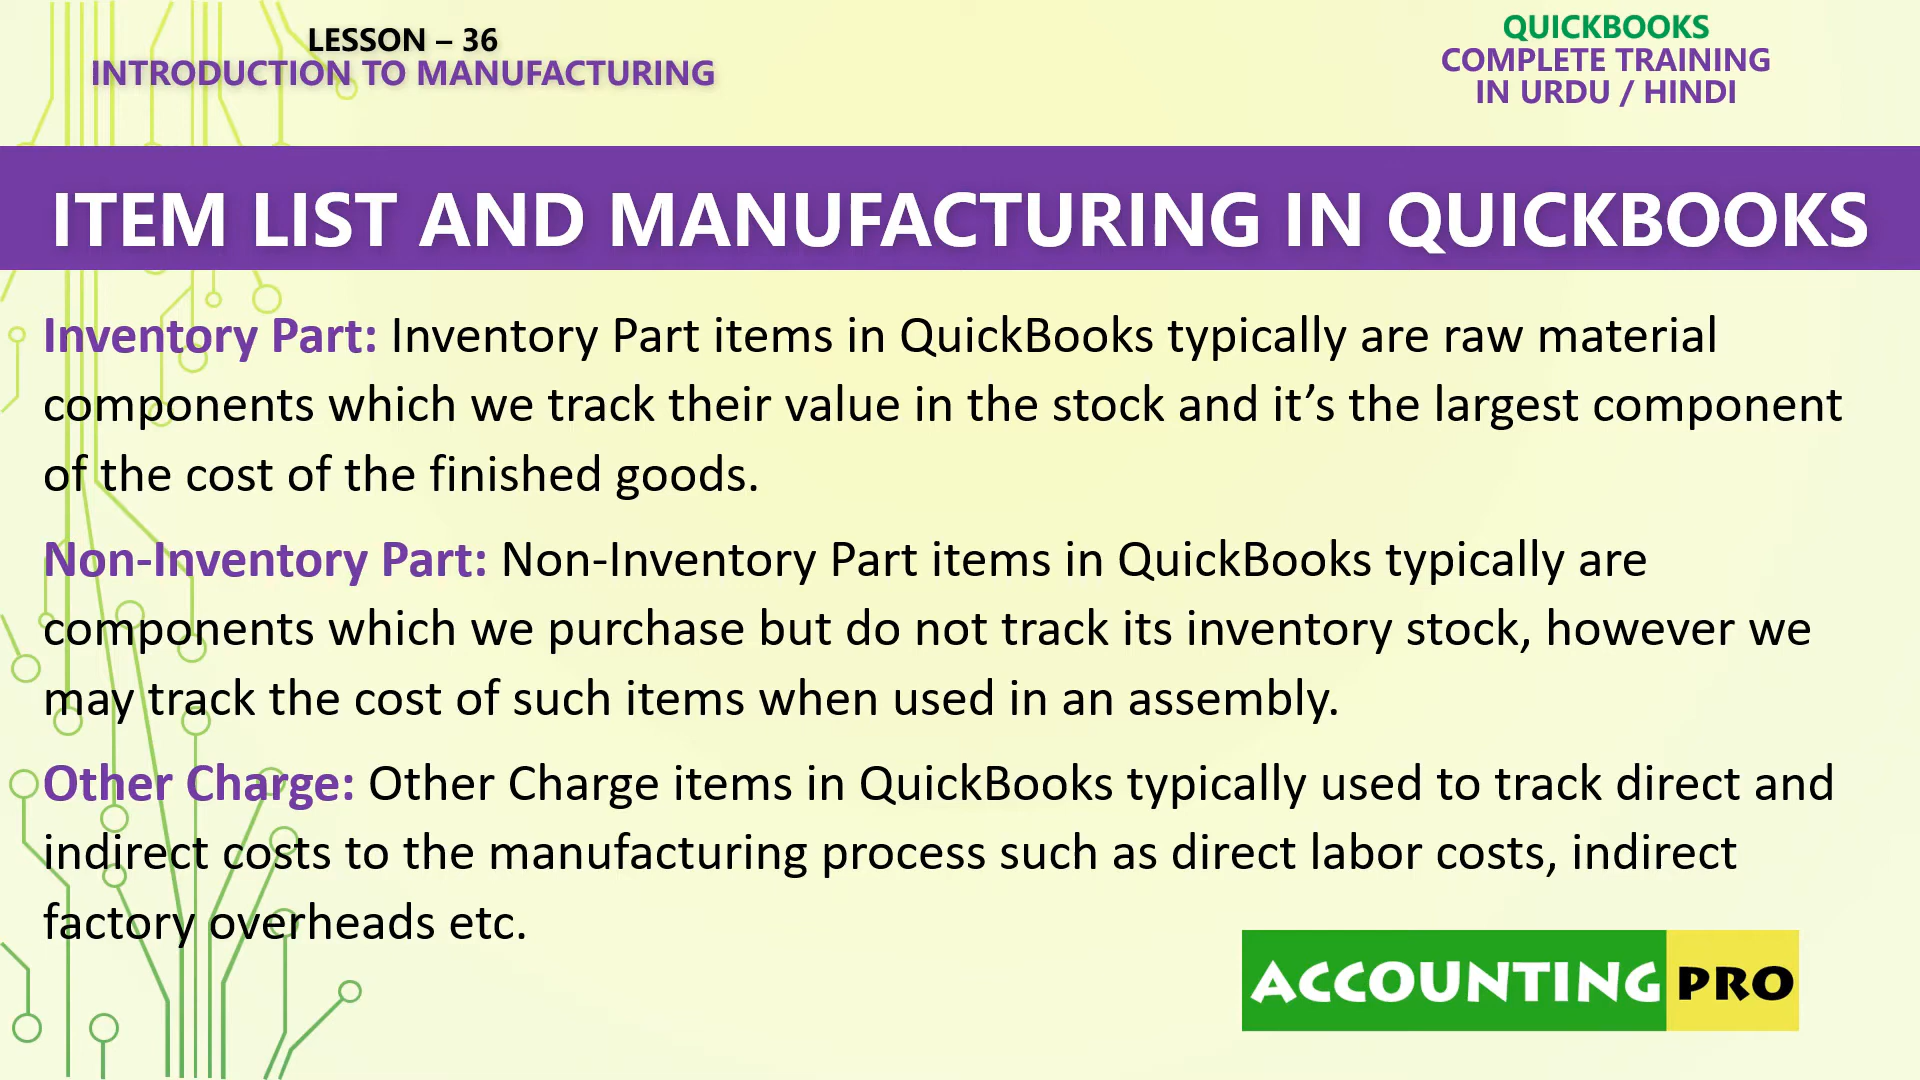 LESSON – 36
INTRODUCTION TO MANUFACTURING
QUICKBOOKS
COMPLETE TRAINING
IN URDU / HINDI
ITEM LIST AND MANUFACTURING IN QUICKBOOKS
Inventory Part: Inventory Part items in QuickBooks typically are raw material
components which we track their value in the stock and it’s the largest component
of the cost of the finished goods.
Non-Inventory Part: Non-Inventory Part items in QuickBooks typically are
components which we purchase but do not track its inventory stock, however we
may track the cost of such items when used in an assembly.
Other Charge: Other Charge items in QuickBooks typically used to track direct and
indirect costs to the manufacturing process such as direct labor costs, indirect
factory overheads etc.
ACCOUNTING PRO